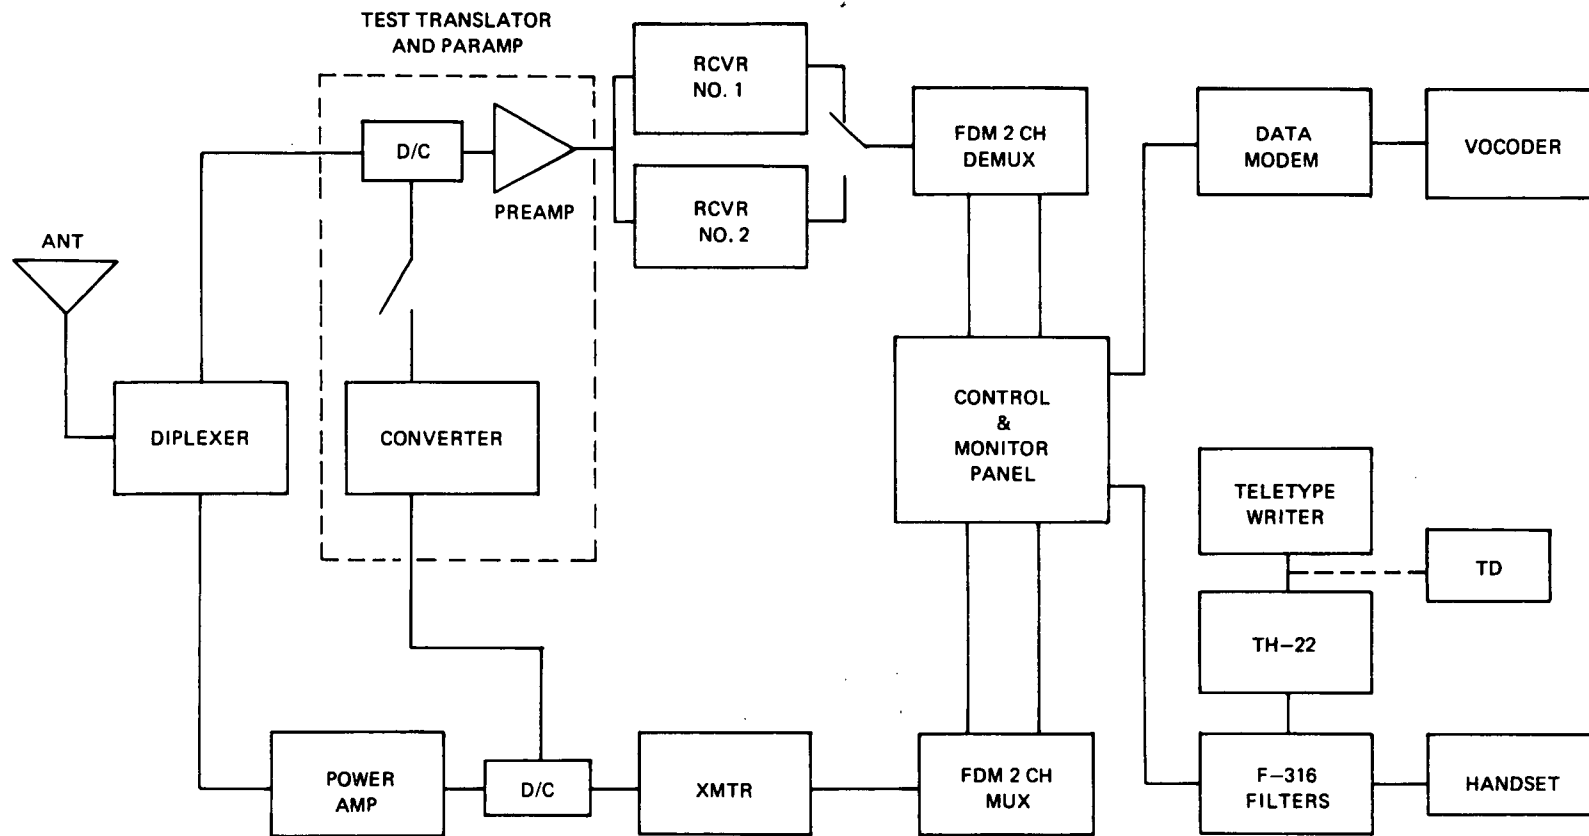 TEST TRANSLATOR
AND PARAMP
RCVR
NO. 1
D/C
PREAMP
RCVR
NO. 2
FDM 2 CH
DEMUX
DATA
MODEM
VOCODER
ANT
DIPLEXER
CONVERTER
CONTROL
&
MONITOR
PANEL
TELETYPE
WRITER
TD
TH-22
POWER
AMP
D/C
XMTR
FDM 2 CH
MUX
F-316
FILTERS
HANDSET